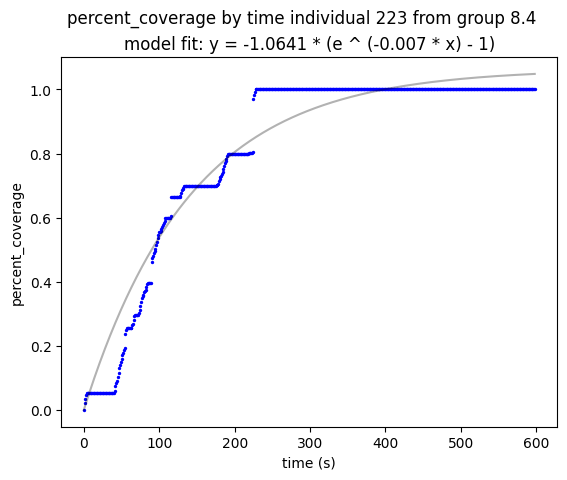 percent_coverage by time individual 223 from group 8.4
model fit: y = -1.0641 * (e ^ (-0.007 * x) - 1)
percent_coverage
1.0
0.8
0.6
0.4
0.2
0.0
0 100 200 300 400 500 600
time (s)